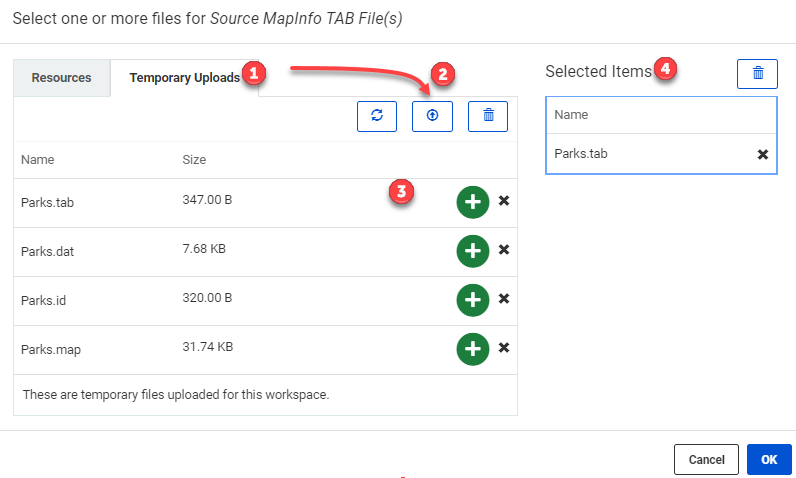 Select one or more files for Source MapInfo TAB File(s)
Resources
Temporary Uploads
1
2
Selected Items
4
Name
Size
Name
Parks.tab
347.00 B
3
Parks.tab
Parks.dat
7.68 KB
Parks.id
320.00 B
Parks.map
31.74 KB
These are temporary files uploaded for this workspace.
Cancel
OK